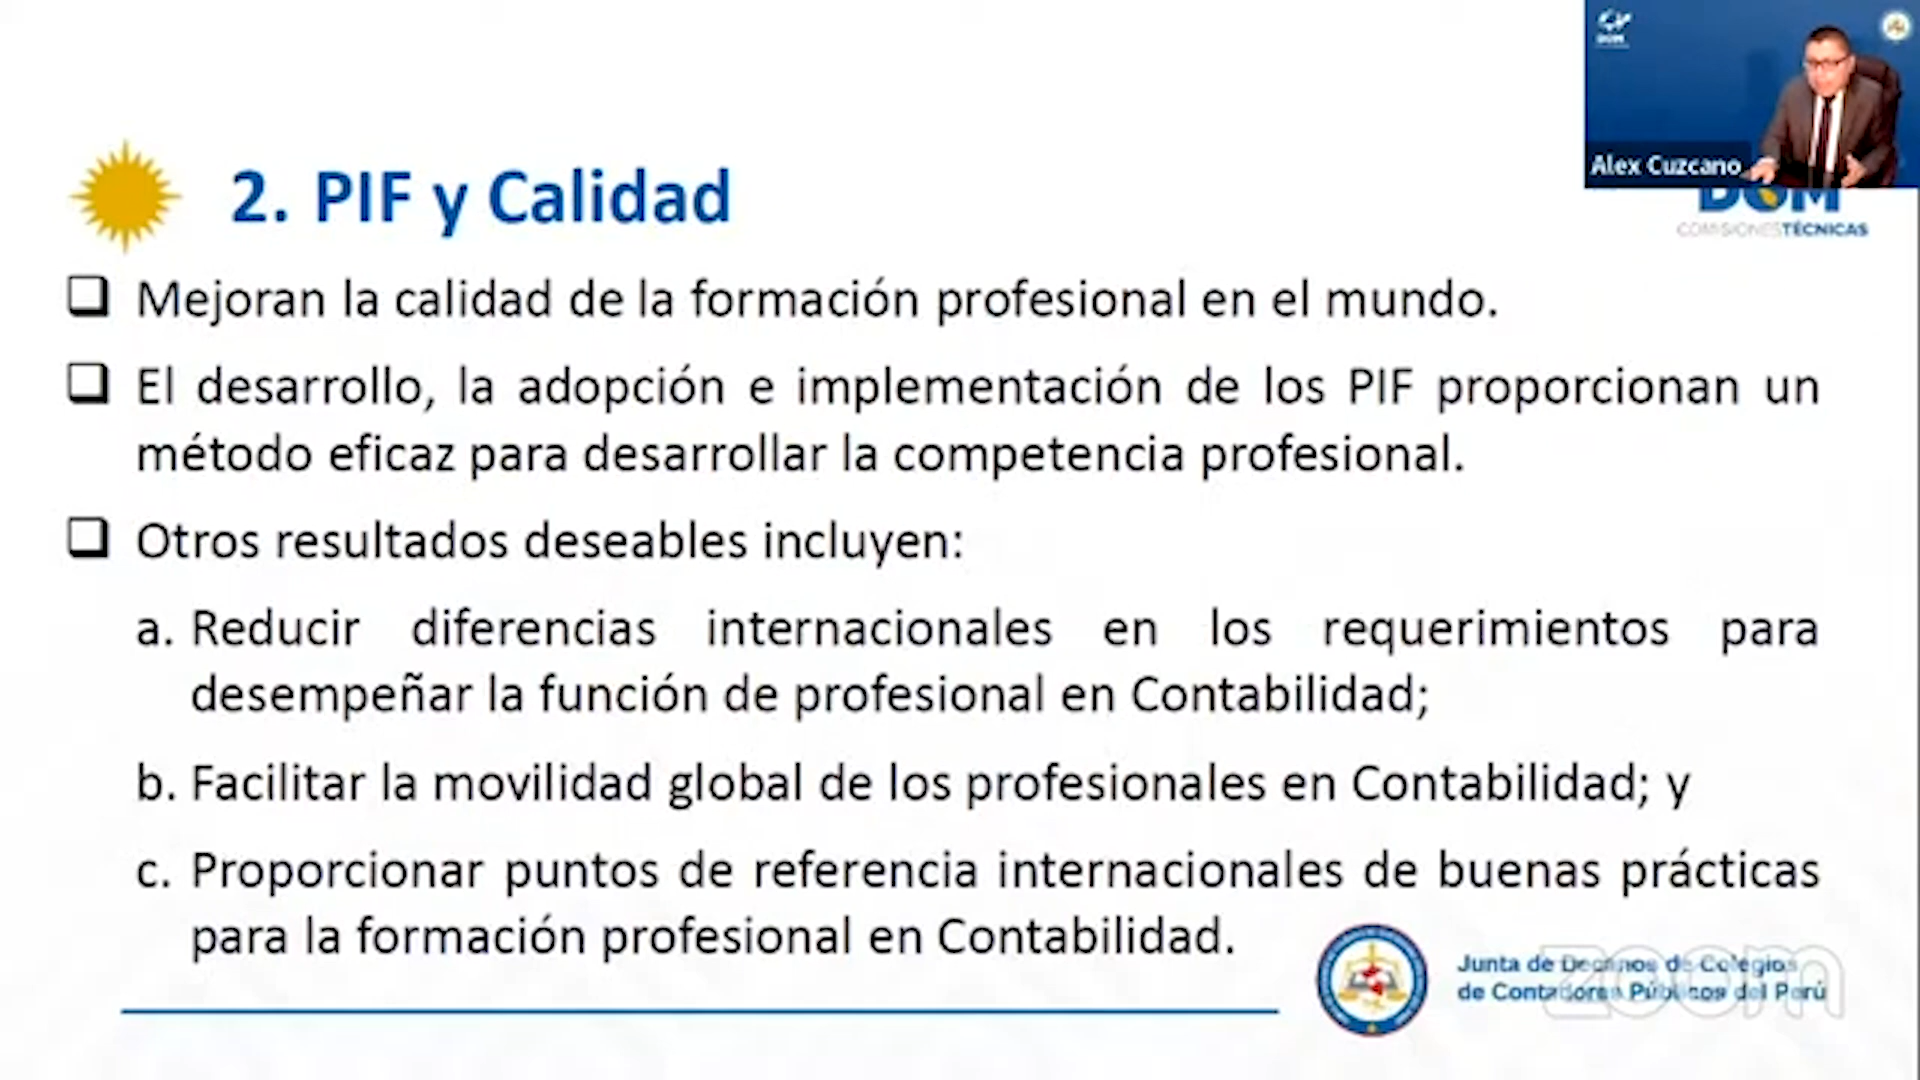 Alex Cuzcano
DOM
COMISIONES TÉCNICAS
2. PIF y Calidad
Mejoran la calidad de la formación profesional en el mundo.
El desarrollo, la adopción e implementación de los PIF proporcionan un
método eficaz para desarrollar la competencia profesional.
Otros resultados deseables incluyen:
a. Reducir diferencias internacionales en los requerimientos para
desempeñar la función de profesional en Contabilidad;
b. Facilitar la movilidad global de los profesionales en Contabilidad; y
c. Proporcionar puntos de referencia internacionales de buenas prácticas
para la formación profesional en Contabilidad.
Junta de Decanos de Colegios
de Contadores Públicos del Perú
zoom